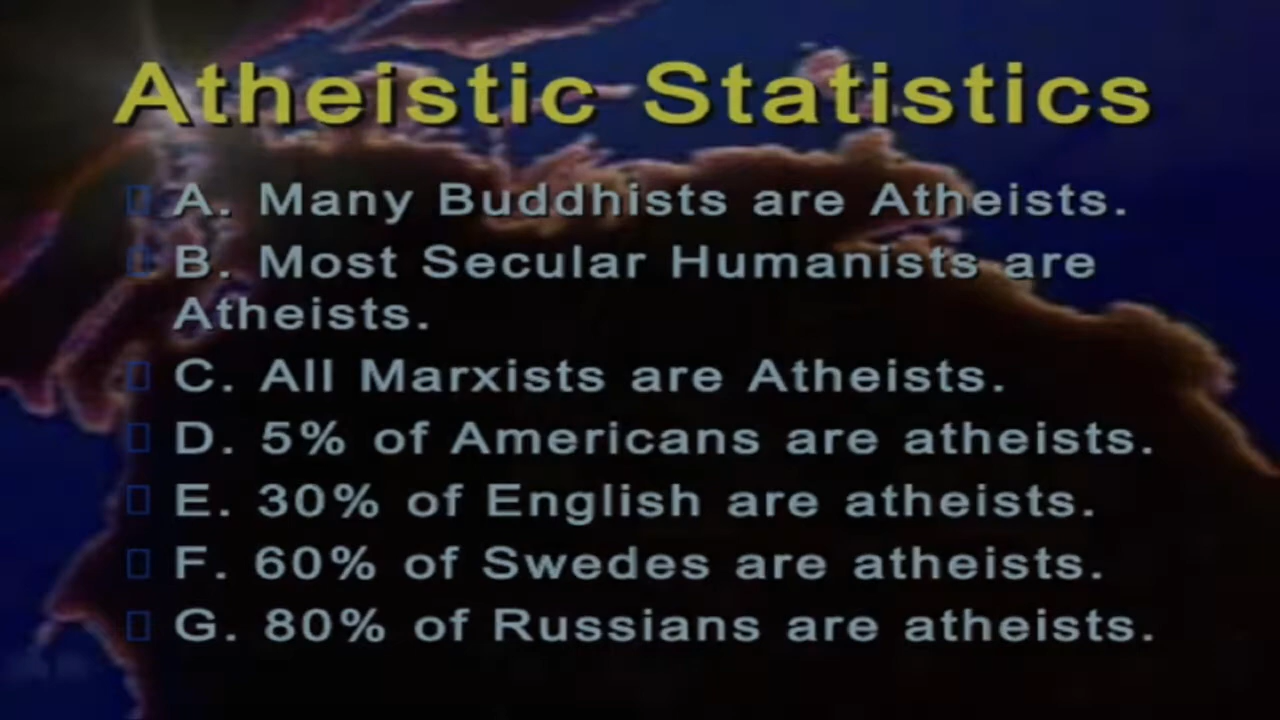 Atheistic Statistics
A. Many Buddhists are Atheists.
B. Most Secular Humanists are
Atheists.
C. All Marxists are Atheists.
D. 5% of Americans are atheists.
E. 30% of English are atheists.
F. 60% of Swedes are atheists.
G. 80% of Russians are atheists.